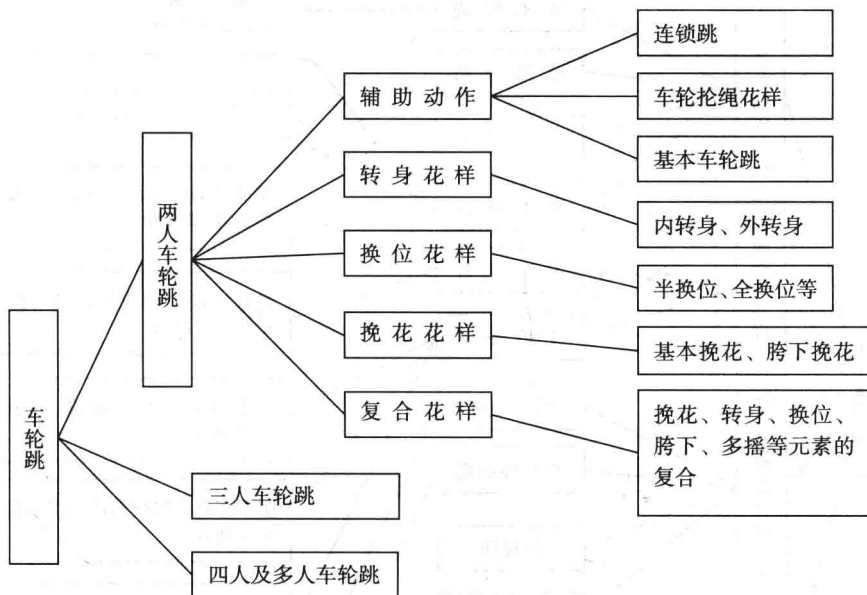 连锁跳
辅助动作
车轮抡绳花样
基本车轮跳
转身花样
两人车轮跳
内转身、外转身
换位花样
半换位、全换位等
挽花花样
基本挽花、胯下挽花
复合花样
挽花、转身、换位、
胯下、多摇等元素的
复合
车轮跳
三人车轮跳
四人及多人车轮跳